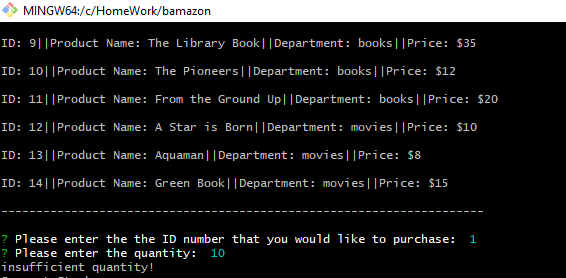 MINGW64:/c/HomeWork/bamazon
ID: 9||Product Name: The Library Book||Department: books||Price: $35
ID: 10||Product Name: The Pioneers||Department: books||Price: $12
ID: 11||Product Name: From the Ground Up||Department: books||Price: $20
ID: 12||Product Name: A Star is Born||Department: movies||Price: $10
ID: 13||Product Name: Aquaman||Department: movies||Price: $8
ID: 14||Product Name: Green Book||Department: movies||Price: $15
---------------------------------------------------------------------
? Please enter the the ID number that you would like to purchase:  1
? Please enter the quantity:  10
insufficient quantity!